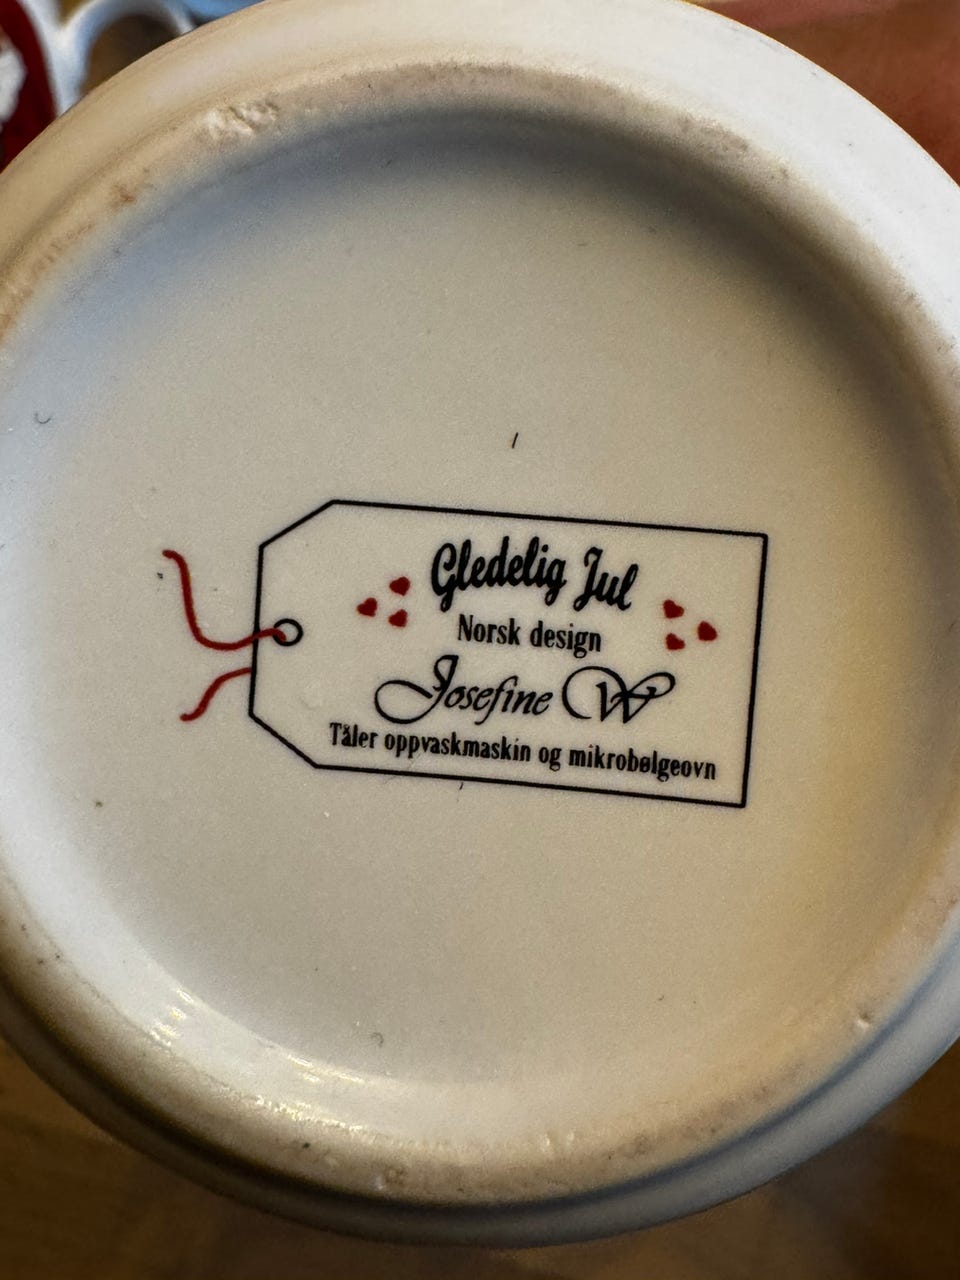 Gledelig Jul
Norsk design
Josefine W
Tåler oppvaskmaskin og mikrobølgeovn